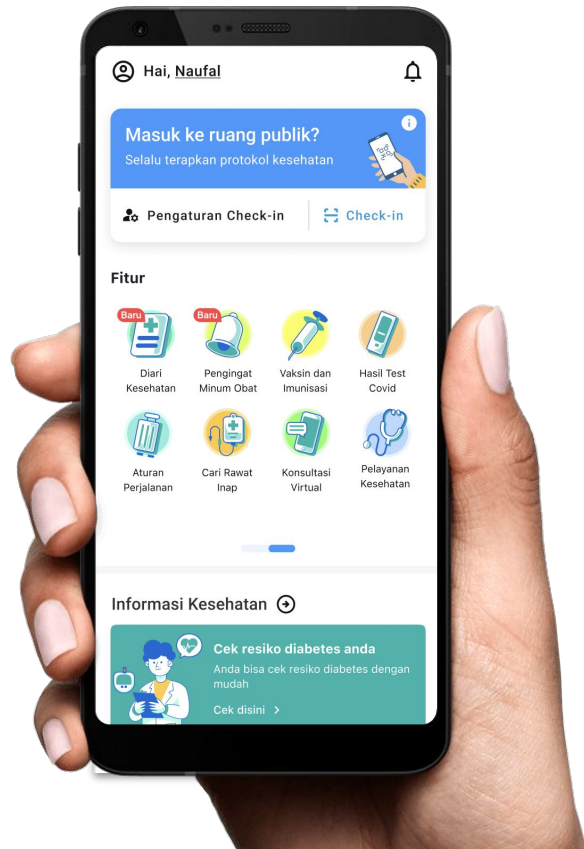 Hai, Naufal
Masuk ke ruang publik?
Selalu terapkan protokol kesehatan
Pengaturan Check-in
Check-in
Fitur
Baru
Baru
Diari
Kesehatan
Pengingat
Minum Obat
Vaksin dan
Imunisasi
Hasil Test
Covid
Aturan
Perjalanan
Cari Rawat
Inap
Konsultasi
Virtual
Pelayanan
Kesehatan
Informasi Kesehatan
Cek resiko diabetes anda
Anda bisa cek resiko diabetes dengan
mudah
Cek disini >